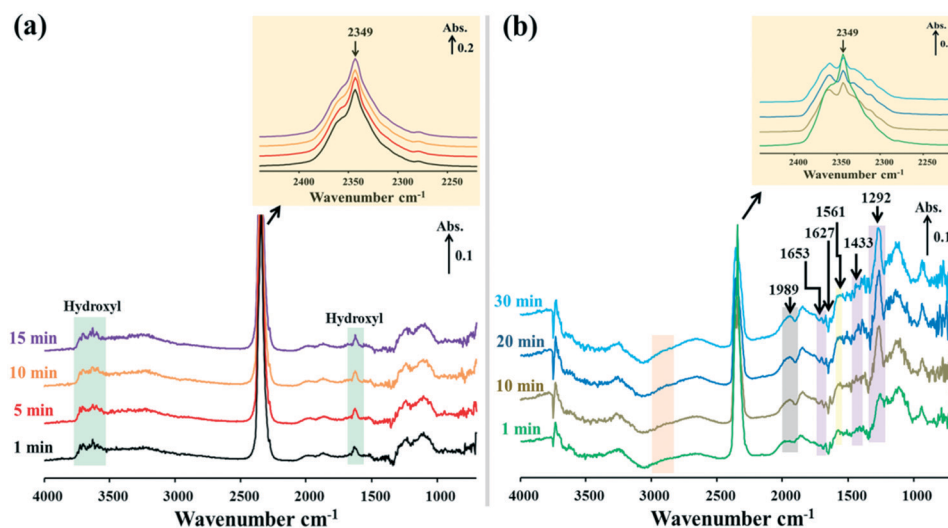 (a)
2349
Abs.
0.2
2400 2350 2300 2250
Wavenumber cm-1
Abs.
0.1
Hydroxyl
Hydroxyl
15 min
10 min
5 min
1 min
4000 3500 3000 2500 2000 1500 1000
Wavenumber cm-1
(b)
2349
Abs.
2400 2350 2300 2250
Wavenumber cm-1
1292
Abs.
0.1
1561
1627
1653
1433
1989
30 min
20 min
10 min
1 min
4000 3500 3000 2500 2000 1500 1000
Wavenumber cm-1